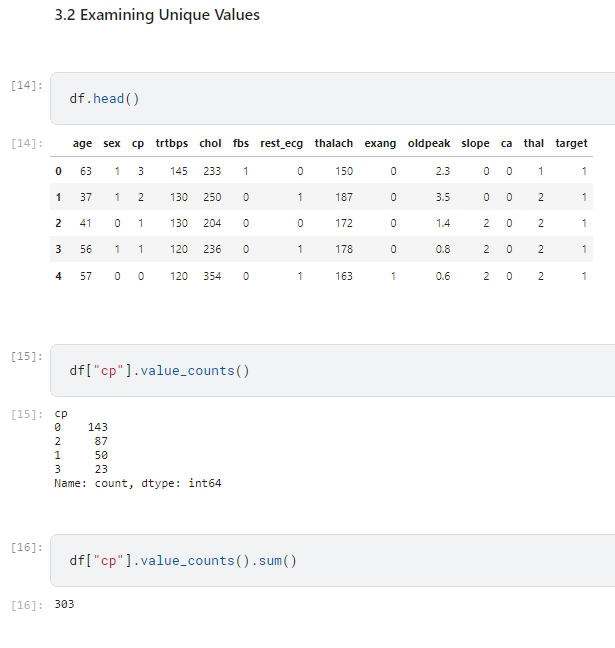 3.2 Examining Unique Values
[14]:
df.head()
[14]:
age sex cp trtbps chol fbs rest_ecg thalach exang oldpeak slope ca thal target
0 63 1 3 145 233 1 0 150 0 2.3 0 0 1 1
1 37 1 2 130 250 0 1 187 0 3.5 0 0 2 1
2 41 0 1 130 204 0 0 172 0 1.4 2 0 2 1
3 56 1 1 120 236 0 1 178 0 0.8 2 0 2 1
4 57 0 0 120 354 0 1 163 1 0.6 2 0 2 1
[15]:
df["cp"].value_counts()
[15]:
cp
0 143
2 87
1 50
3 23
Name: count, dtype: int64
[16]:
df["cp"].value_counts().sum()
[16]:
303